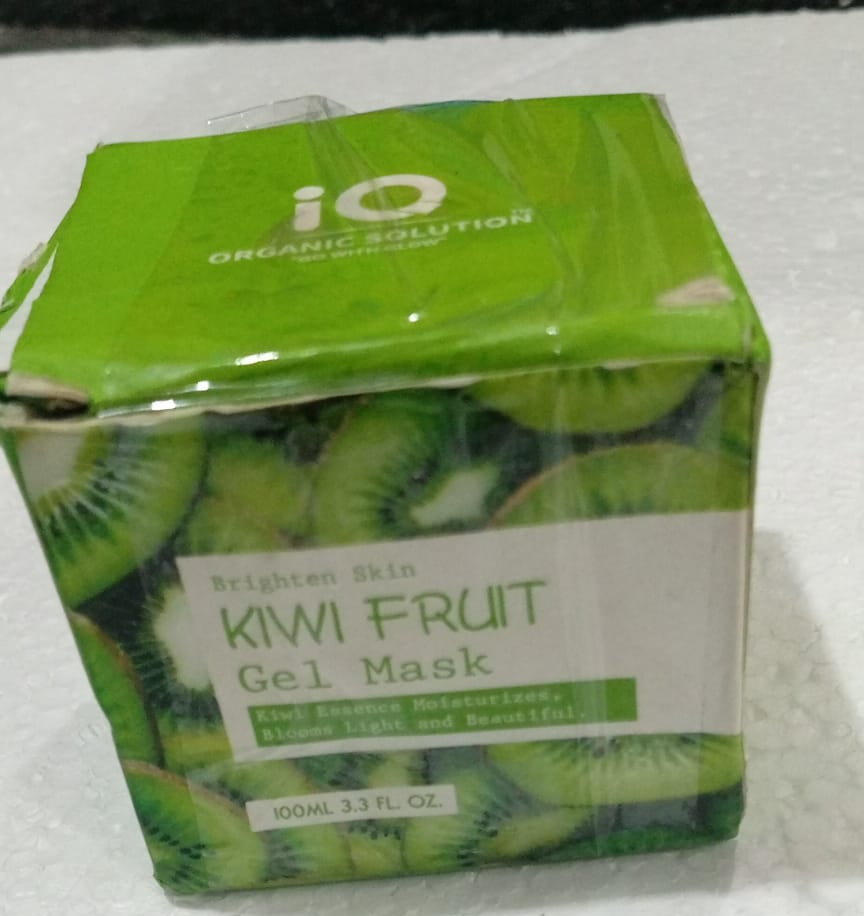 iQ
ORGANIC SOLUTION™
"GO WITH GLOW"
Brighten Skin
KIWI FRUIT
Gel Mask
Kiwi Essence Moisturizes,
Blooms Light and Beautiful.
100ML 3.3 FL. OZ.